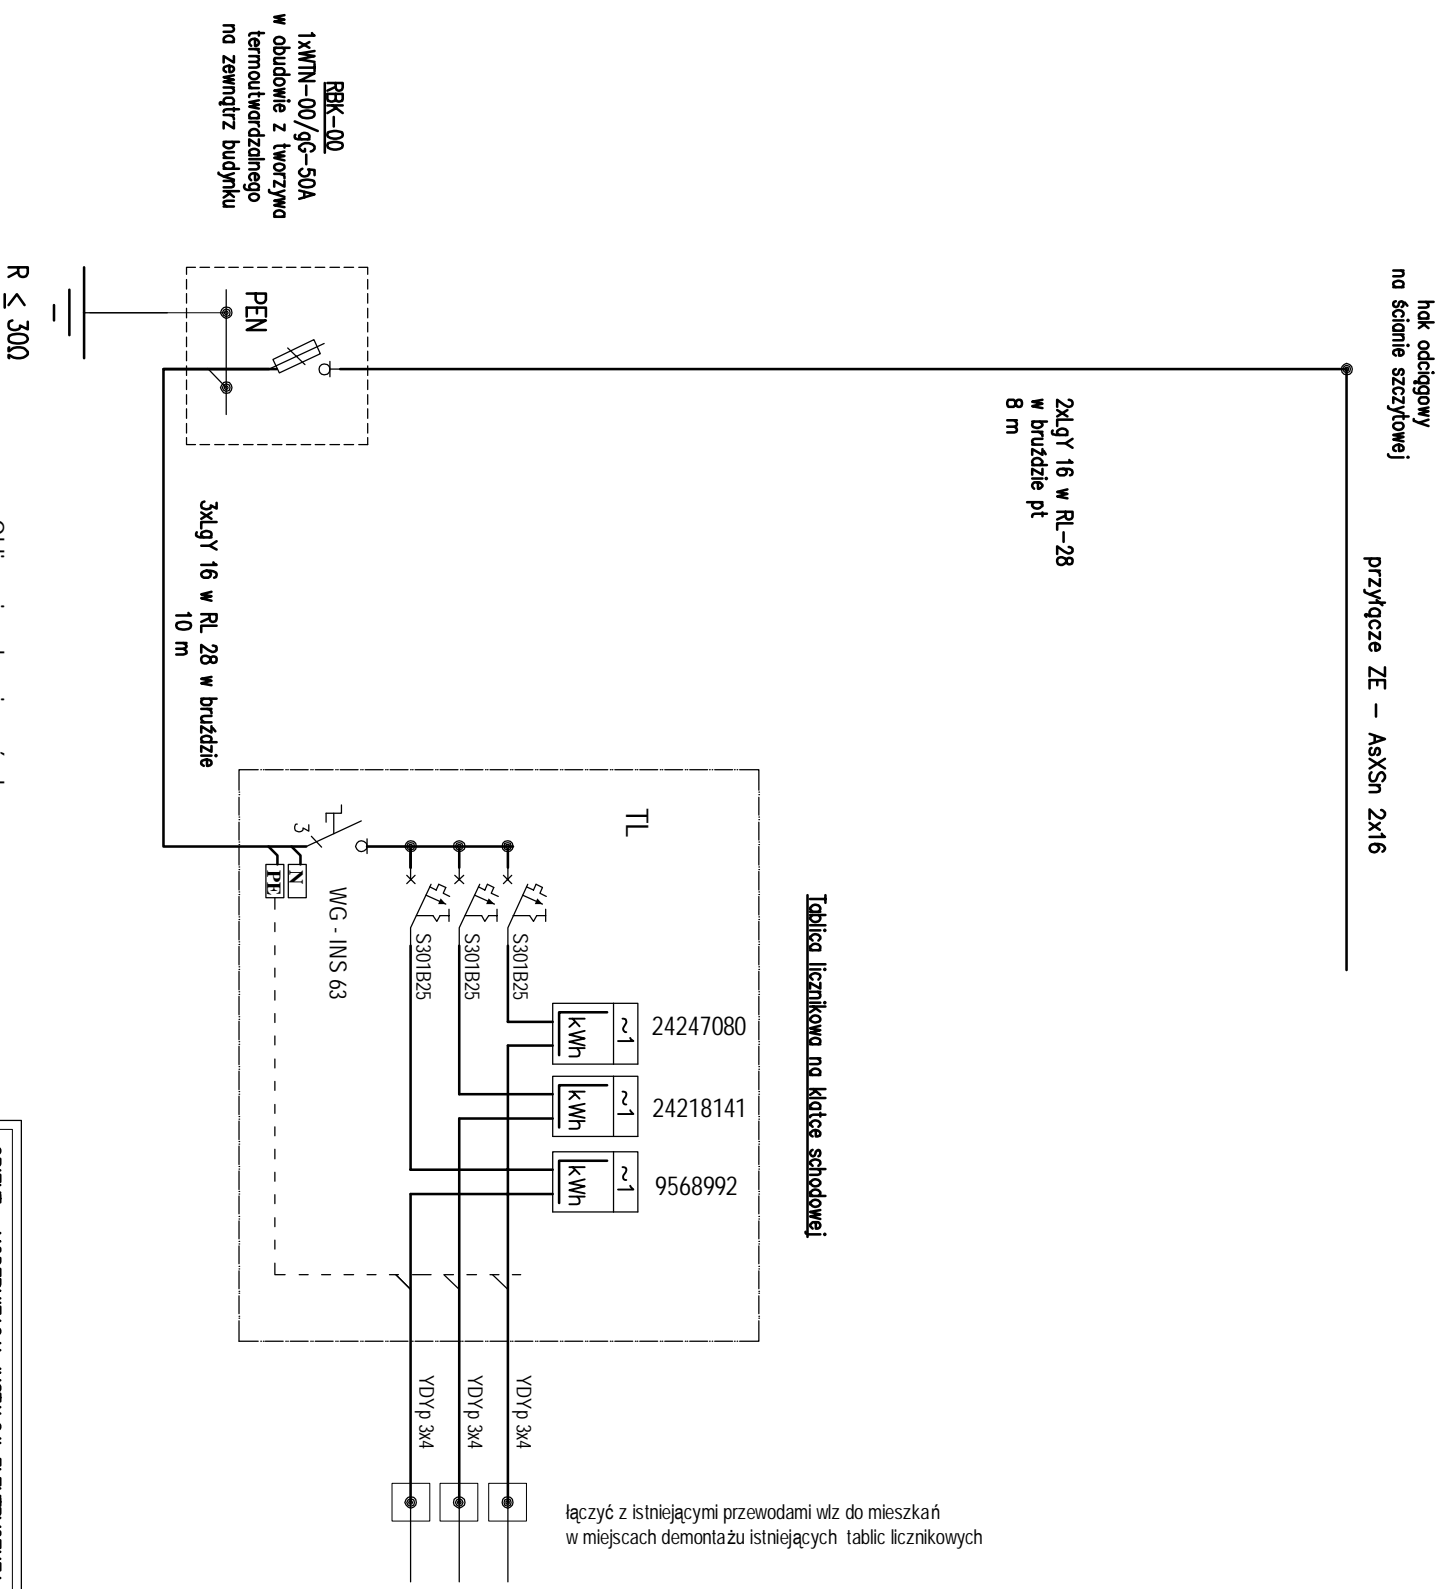 hak odciągowy
na ścianie szczytowej
przyłącze ZE – AsXSn 2x16
2xLgY 16 w RL–28
w bruździe pt
8 m
RBK–00
1xWTN–00/gG–50A
w obudowie z tworzywa
termoutwardzalnego
na zewnątrz budynku
PEN
R ≤ 30Ω
3xLgY 16 w RL 28 w bruździe
10 m
Tablica licznikowa na klatce schodowej
TL
3
N
PE
WG - INS 63
S301B25
S301B25
S301B25
~1
kWh
24247080
~1
kWh
24218141
~1
kWh
9568992
YDYp 3x4
YDYp 3x4
YDYp 3x4
łączyć z istniejącymi przewodami wlz do mieszkań
w miejscach demontażu istniejących tablic licznikowych